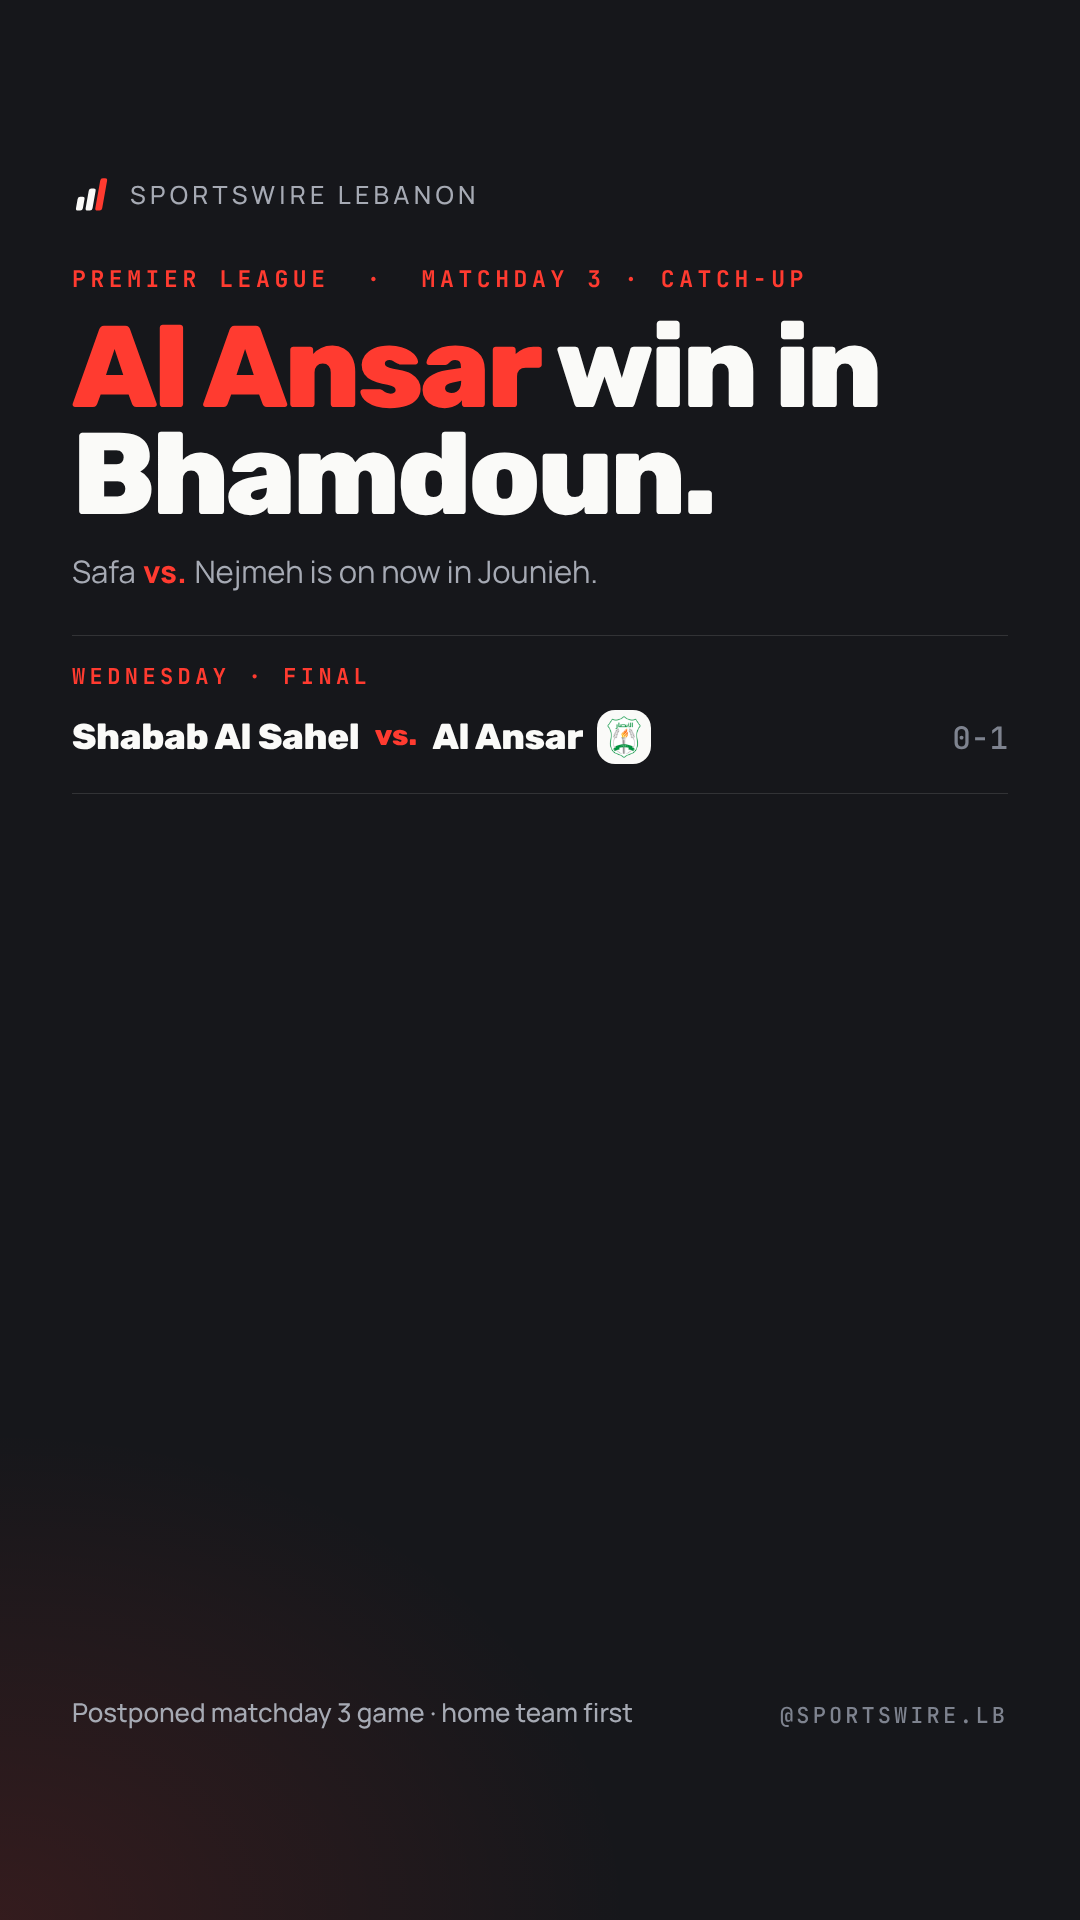 SPORTSWIRE LEBANON
PREMIER LEAGUE · MATCHDAY 3 · CATCH-UP
Al Ansar win in
Bhamdoun.
Safa vs. Nejmeh is on now in Jounieh.
WEDNESDAY · FINAL
Shabab Al Sahel vs. Al Ansar 0-1
Postponed matchday 3 game · home team first @SPORTSWIRE.LB